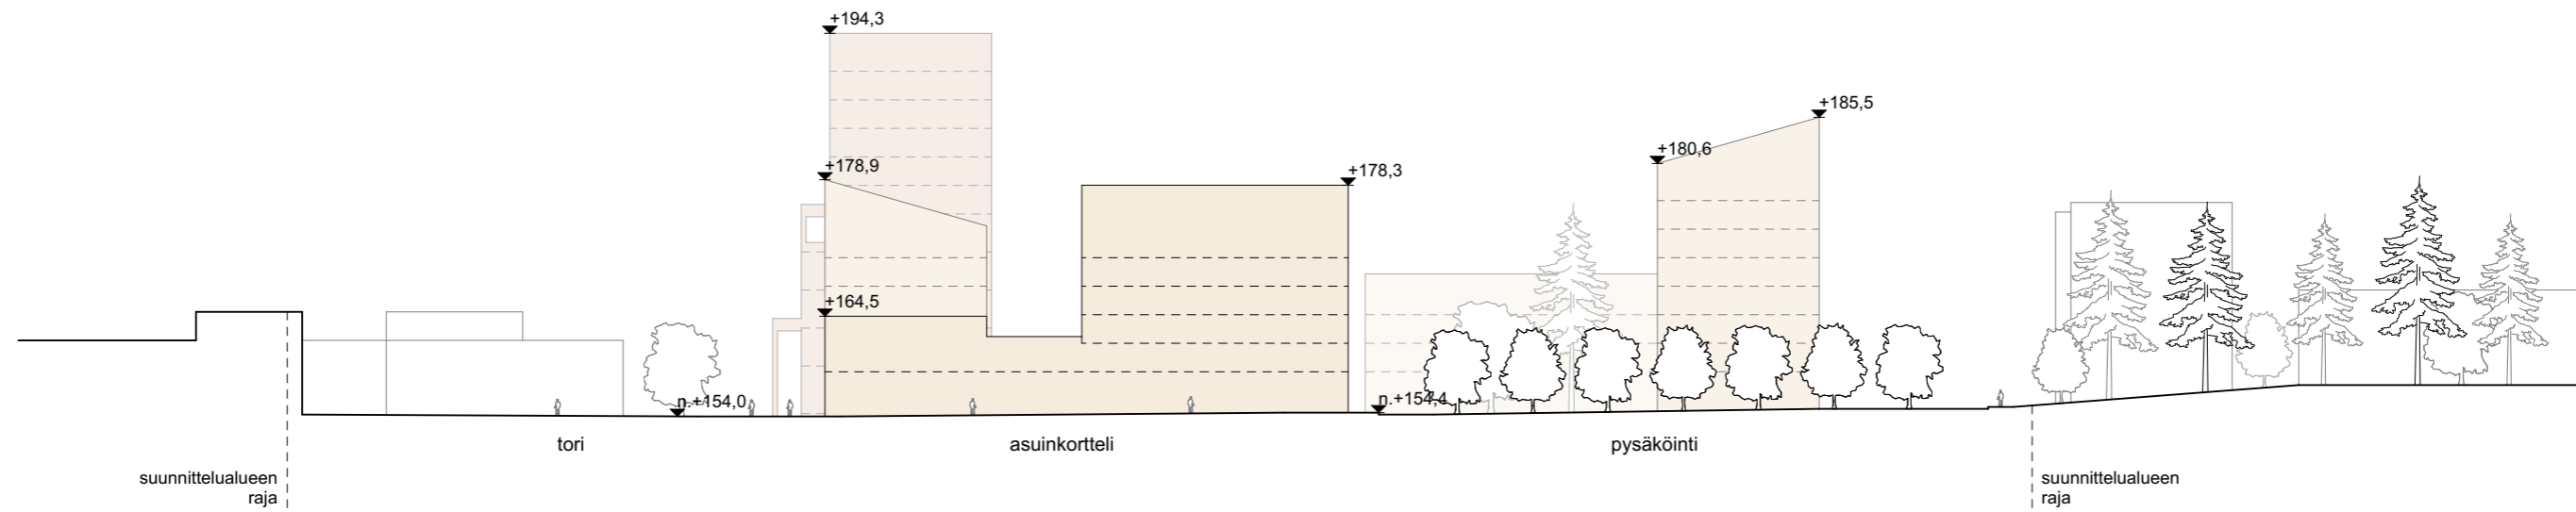 +194,3
+185,5
+180,6
+178,9
+178,3
+164,5
n.+154,0
n.+154,4
tori
asuinkortteli
pysäköinti
suunnittelualueen
raja
suunnittelualueen
raja